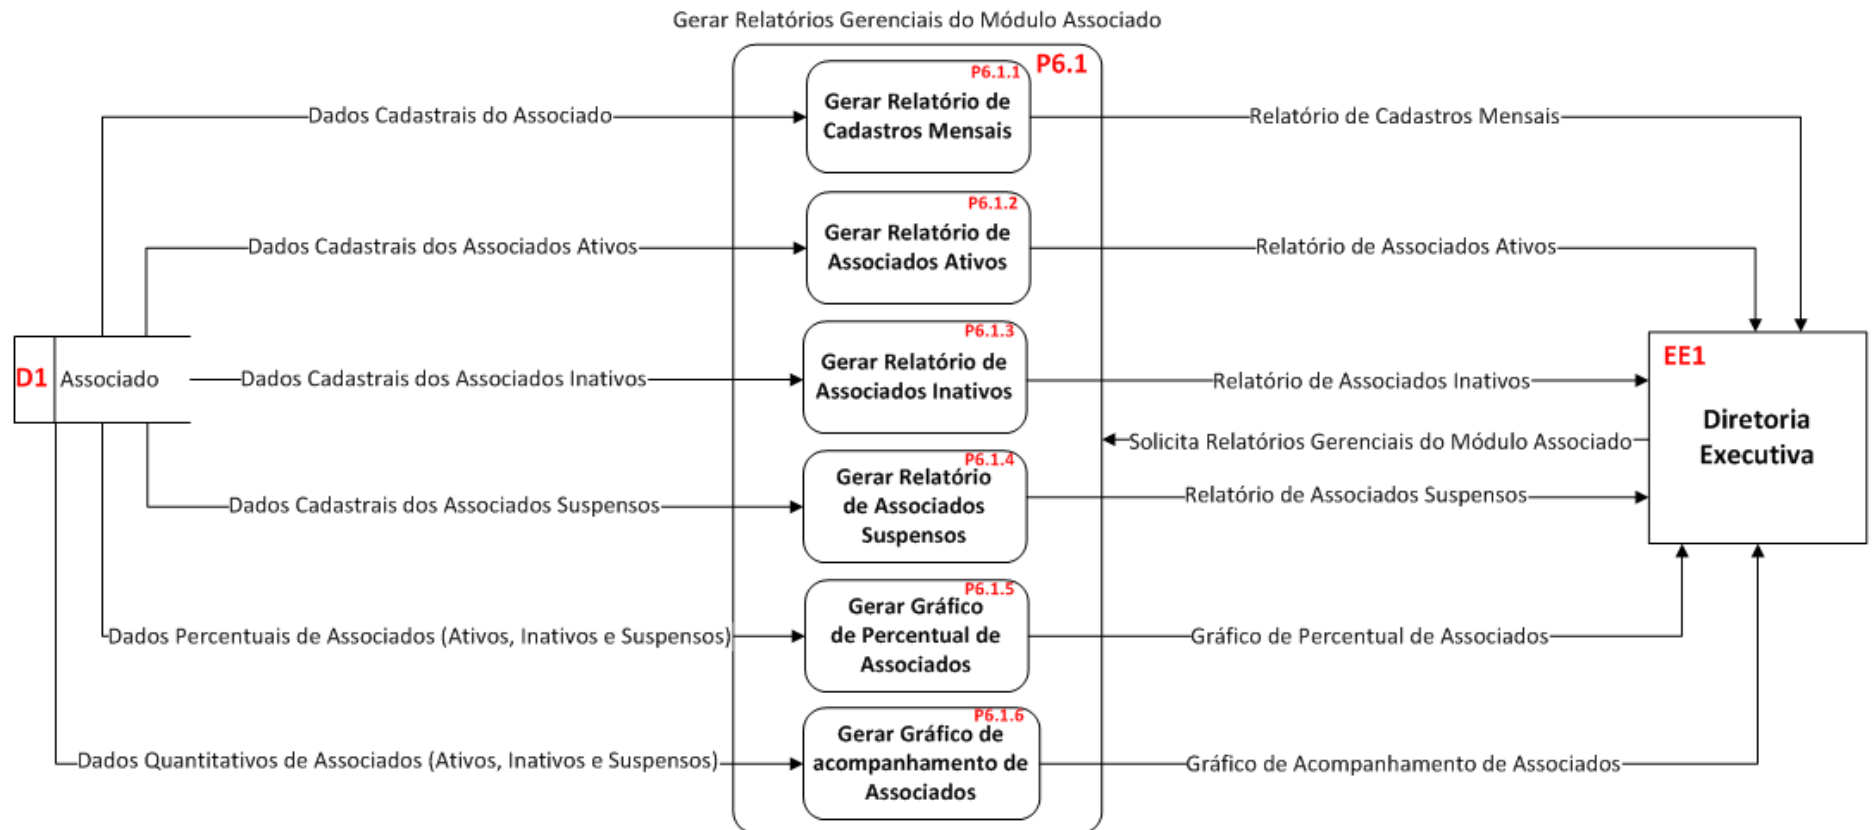 Gerar Relatórios Gerenciais do Módulo Associado
P6.1
P6.1.1
Gerar Relatório de
Cadastros Mensais
Dados Cadastrais do Associado
Relatório de Cadastros Mensais
P6.1.2
Gerar Relatório de
Associados Ativos
Dados Cadastrais dos Associados Ativos
Relatório de Associados Ativos
D1
Associado
P6.1.3
Gerar Relatório de
Associados Inativos
Dados Cadastrais dos Associados Inativos
Relatório de Associados Inativos
EE1
Diretoria
Executiva
Solicita Relatórios Gerenciais do Módulo Associado
P6.1.4
Gerar Relatório
de Associados
Suspensos
Dados Cadastrais dos Associados Suspensos
Relatório de Associados Suspensos
P6.1.5
Gerar Gráfico
de Percentual de
Associados
Dados Percentuais de Associados (Ativos, Inativos e Suspensos)
Gráfico de Percentual de Associados
P6.1.6
Gerar Gráfico de
acompanhamento de
Associados
Dados Quantitativos de Associados (Ativos, Inativos e Suspensos)
Gráfico de Acompanhamento de Associados